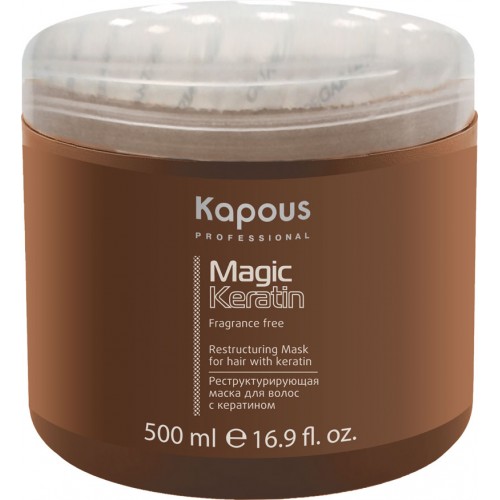 Kapous
PROFESSIONAL
Magic
Keratin
Fragrance free
Restructuring Mask
for hair with keratin
Реструктурирующая
маска для волос
с кератином
500 ml ℮ 16.9 fl. oz.